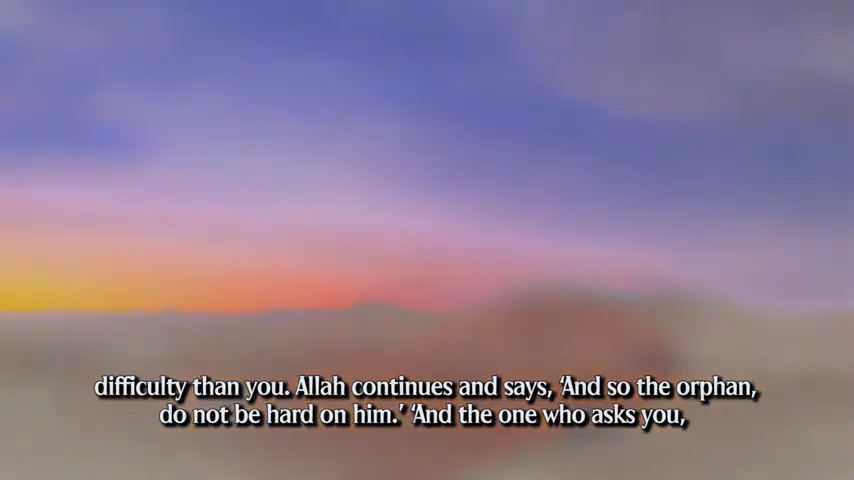 difficulty than you. Allah continues and says, ‘And so the orphan,
do not be hard on him.’ ‘And the one who asks you,